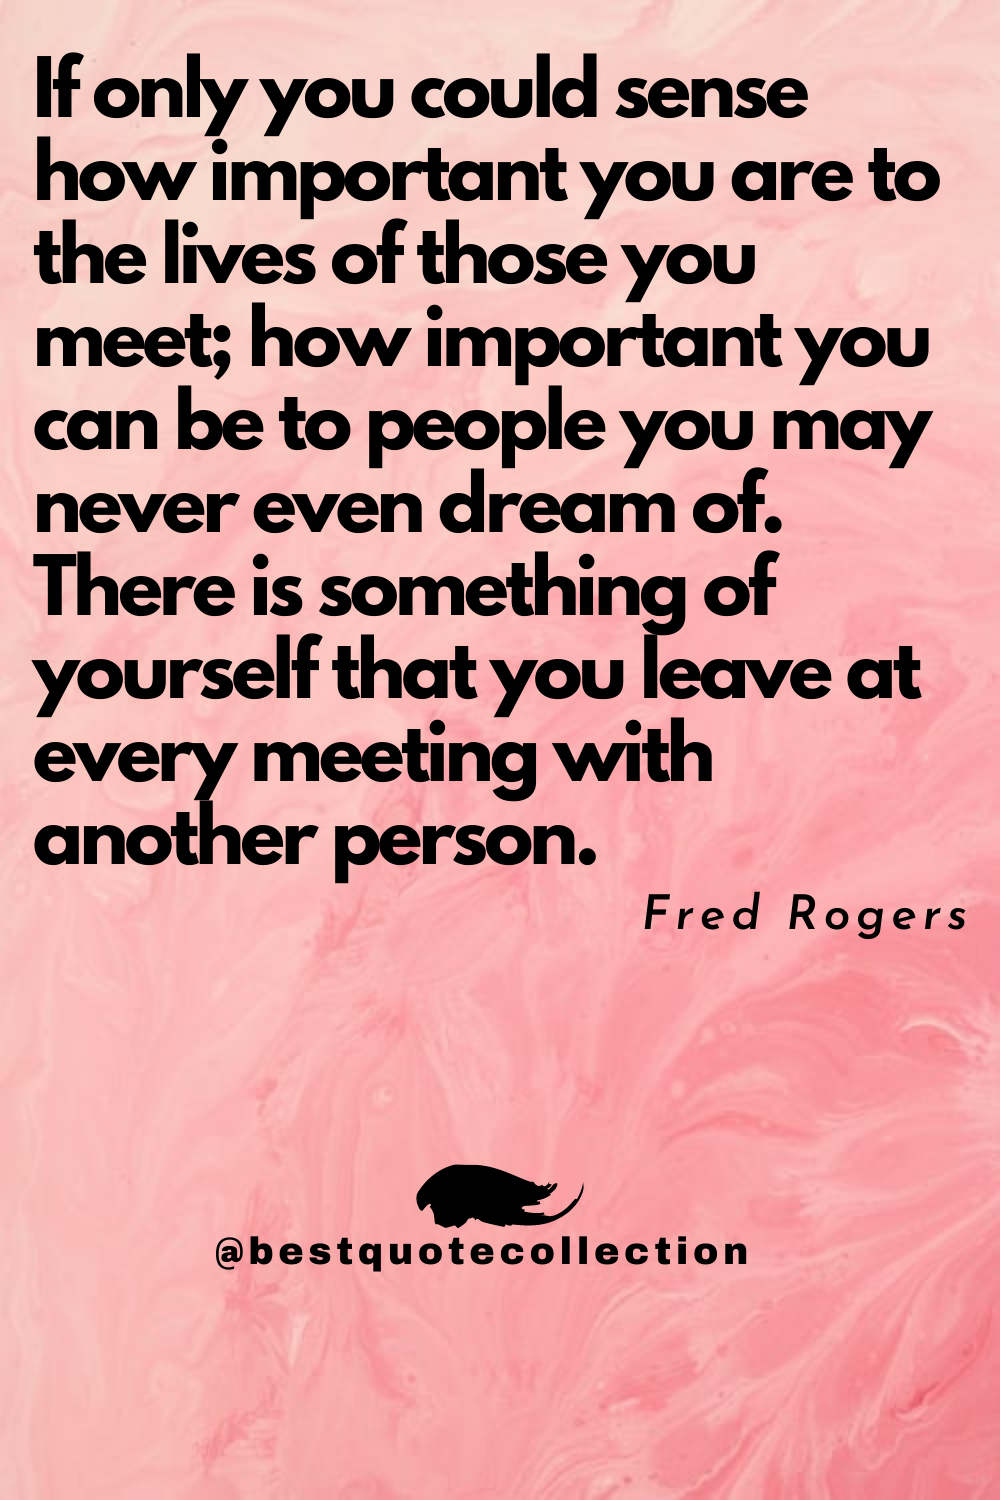 If only you could sense
how important you are to
the lives of those you
meet; how important you
can be to people you may
never even dream of.
There is something of
yourself that you leave at
every meeting with
another person.
Fred Rogers
@bestquotecollection